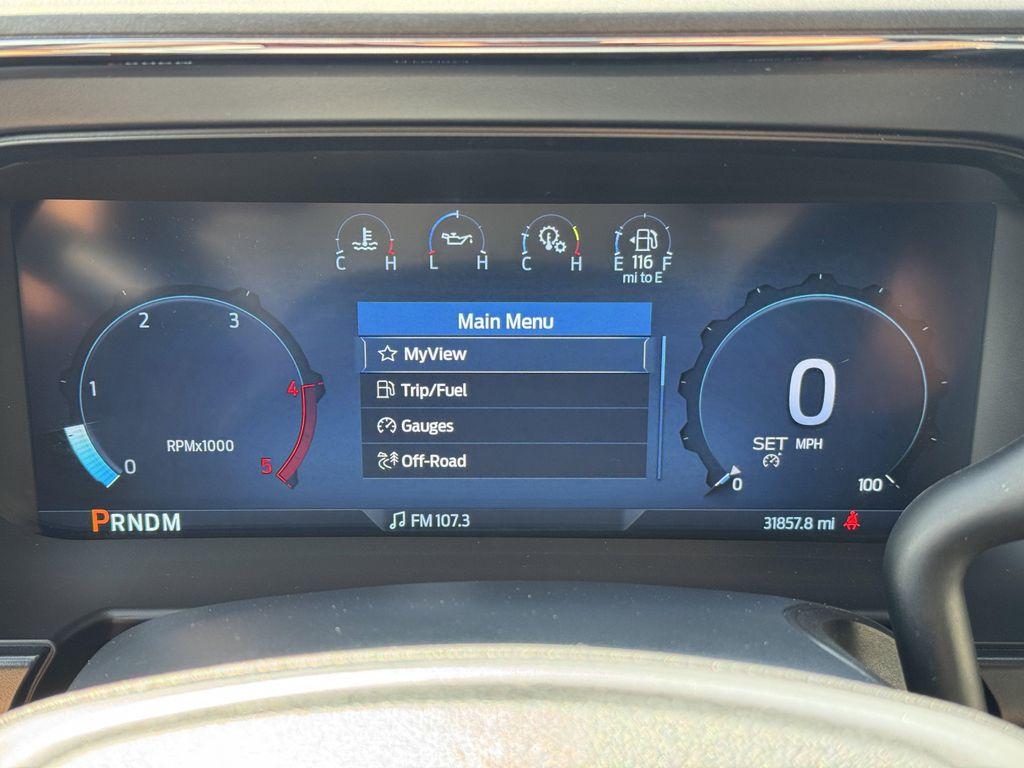 C H
L H
C H
E 116 F
mi to E
Main Menu
MyView
Trip/Fuel
Gauges
Off-Road
2 3
1 4
0 5
RPMx1000
0
SET MPH
0 100
PRNDM
FM 107.3
31857.8 mi